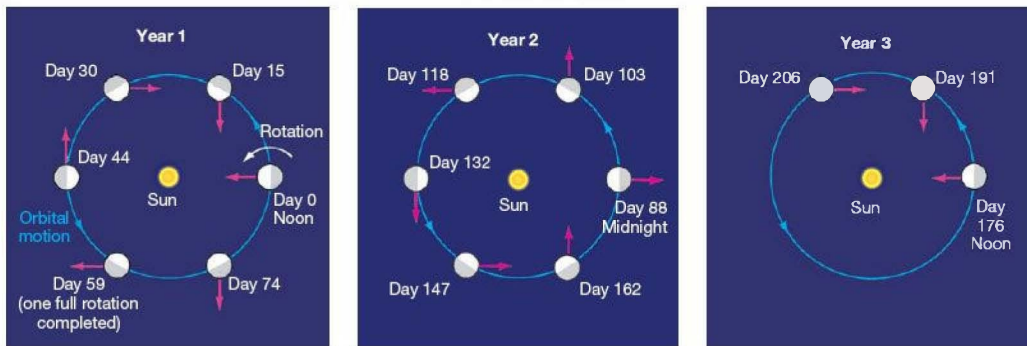 Year 1
Day 30
Day 15
Rotation
Day 44
Sun
Day 0
Noon
Orbital
motion
Day 59
(one full rotation
completed)
Day 74
Year 2
Day 118
Day 103
Day 132
Sun
Day 88
Midnight
Day 147
Day 162
Year 3
Day 206
Day 191
Sun
Day
176
Noon